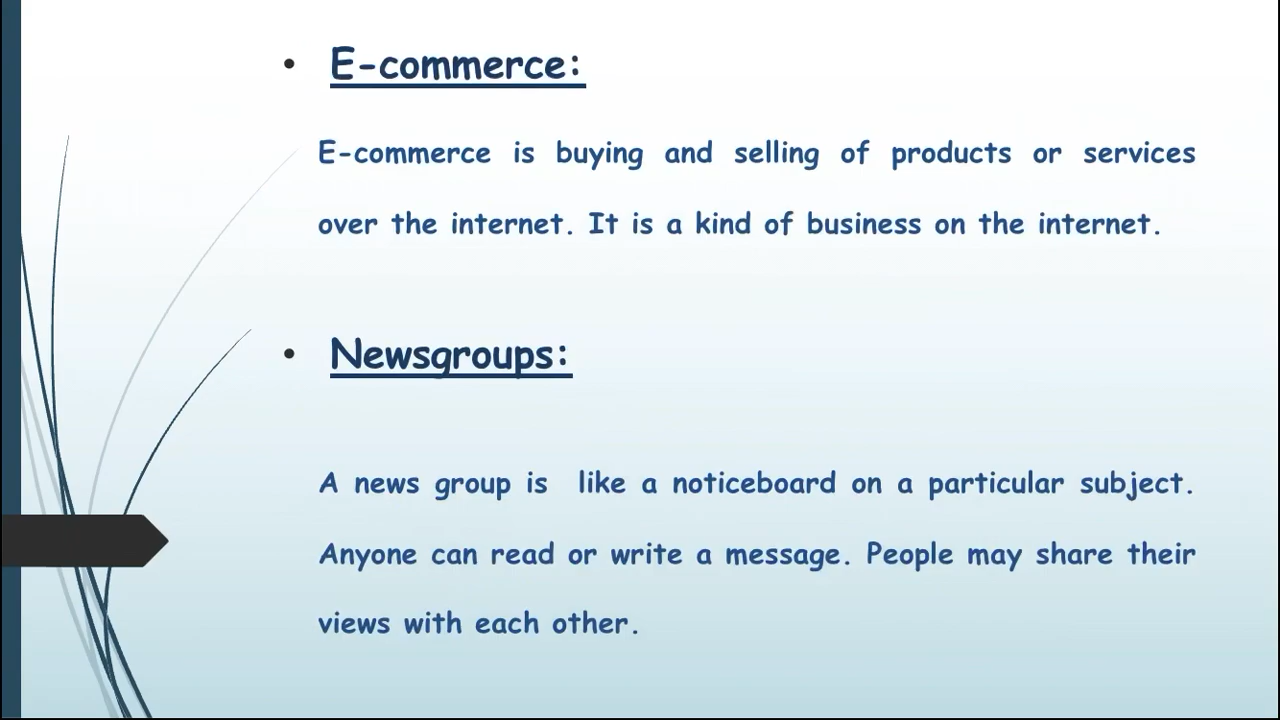 • E-commerce:
E-commerce is buying and selling of products or services
over the internet. It is a kind of business on the internet.
• Newsgroups:
A news group is like a noticeboard on a particular subject.
Anyone can read or write a message. People may share their
views with each other.